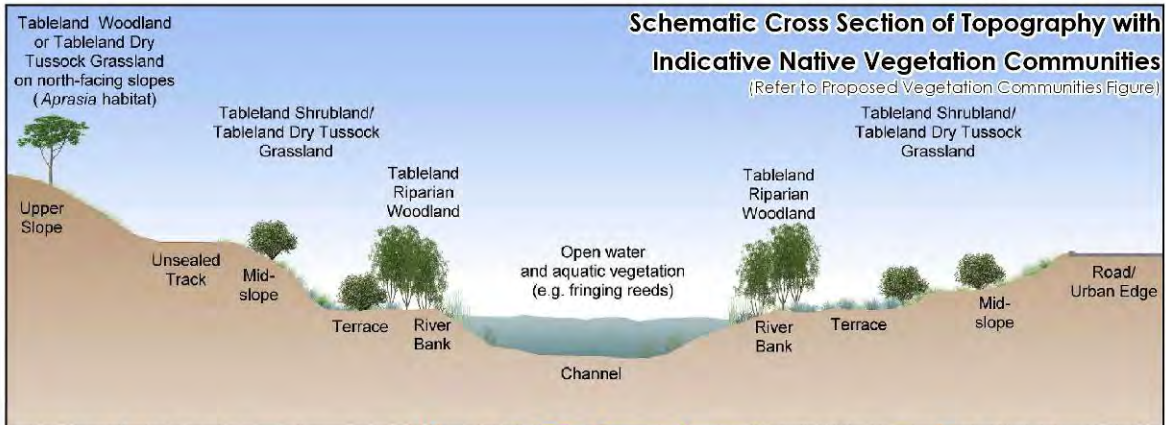 Schematic Cross Section of Topography with
Indicative Native Vegetation Communities
(Refer to Proposed Vegetation Communities Figure)
Tableland Woodland
or Tableland Dry
Tussock Grassland
on north-facing slopes
(Aprasia habitat)
Tableland Shrubland/
Tableland Dry Tussock
Grassland
Tableland
Riparian
Woodland
Open water
and aquatic vegetation
(e.g. fringing reeds)
Tableland
Riparian
Woodland
Tableland Shrubland/
Tableland Dry Tussock
Grassland
Upper
Slope
Unsealed
Track
Mid-
slope
Terrace
River
Bank
Channel
River
Bank
Terrace
Mid-
slope
Road/
Urban Edge